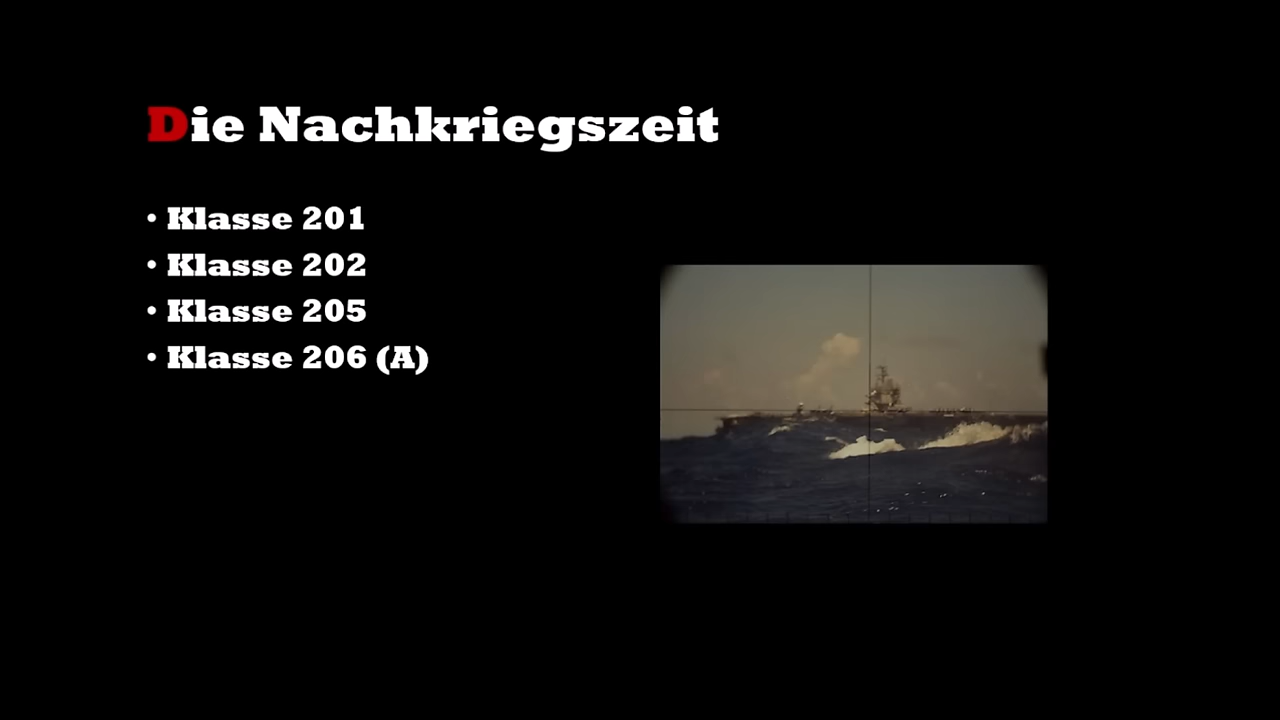 Die Nachkriegszeit
• Klasse 201
• Klasse 202
• Klasse 205
• Klasse 206 (A)